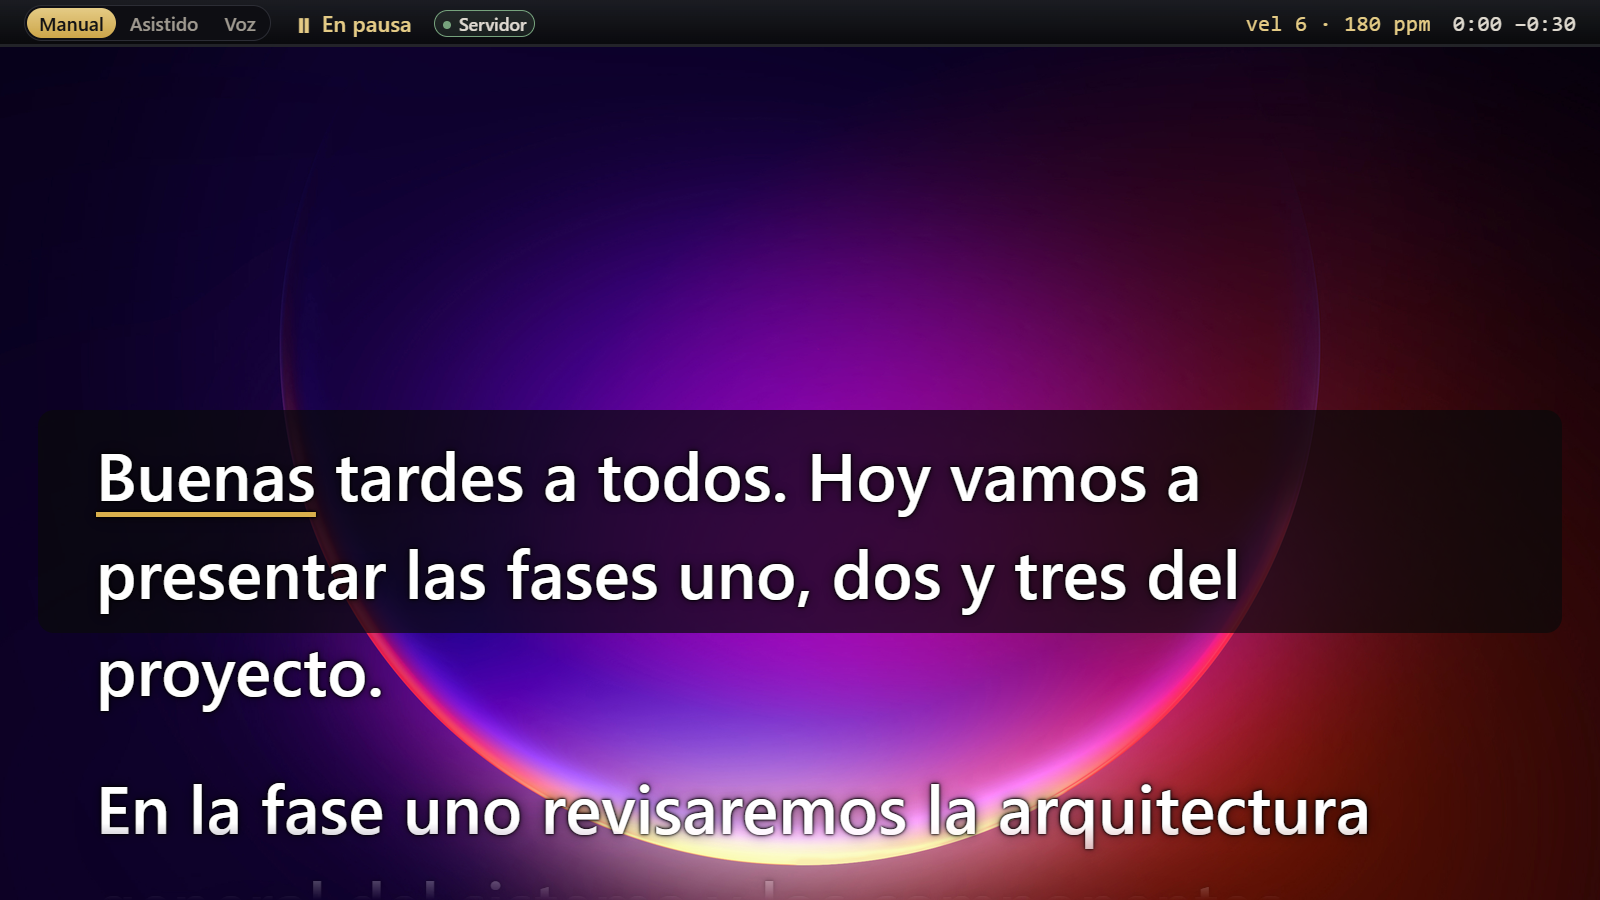 Manual Asistido Voz En pausa Servidor vel 6 · 180 ppm 0:00 −0:30
Buenas tardes a todos. Hoy vamos a
presentar las fases uno, dos y tres del
proyecto.
En la fase uno revisaremos la arquitectura